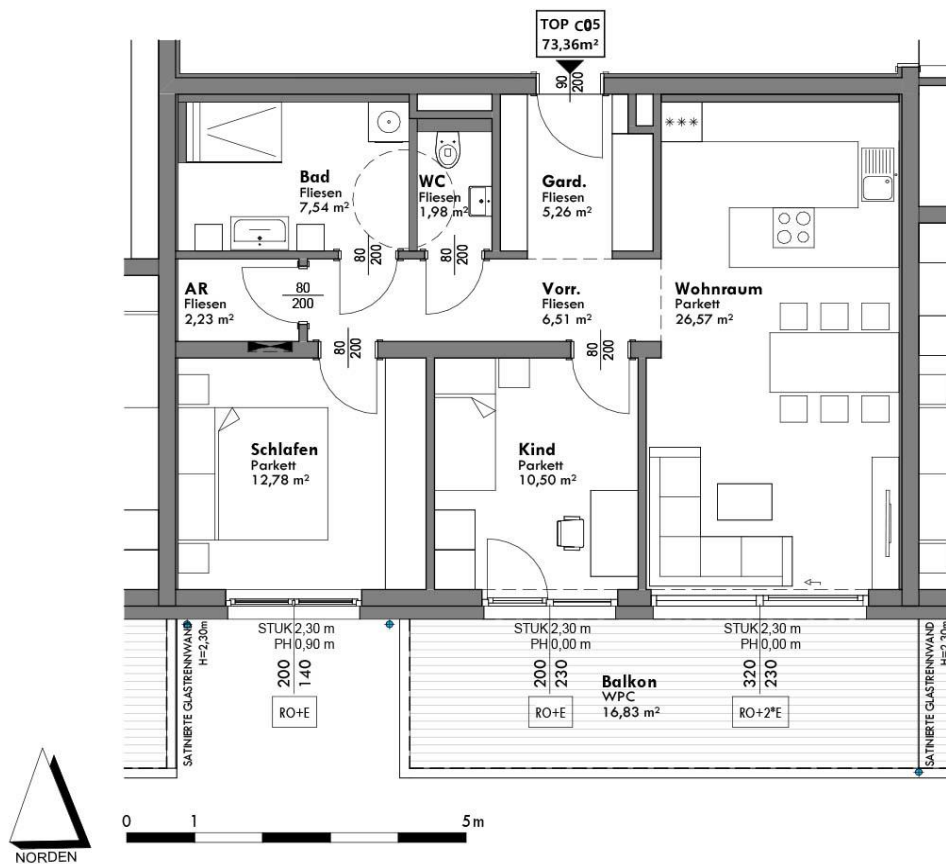 TOP C05
73,36m²
90
200
***
Bad
Fliesen
7,54 m²
WC
Fliesen
1,98 m²
Gard.
Fliesen
5,26 m²
80
200
80
200
AR
Fliesen
2,23 m²
80
200
Vorr.
Fliesen
6,51 m²
Wohnraum
Parkett
26,57 m²
80
200
80
200
Schlafen
Parkett
12,78 m²
Kind
Parkett
10,50 m²
STUK 2,30 m
PH 0,90 m
200
140
RO+E
STUK 2,30 m
PH 0,00 m
200
230
RO+E
STUK 2,30 m
PH 0,00 m
320
230
RO+2*E
Balkon
WPC
16,83 m²
SATINIERTE GLASTRENNWAND
H=2,30m
SATINIERTE GLASTRENNWAND
H=2,30m
NORDEN
0 1 5m